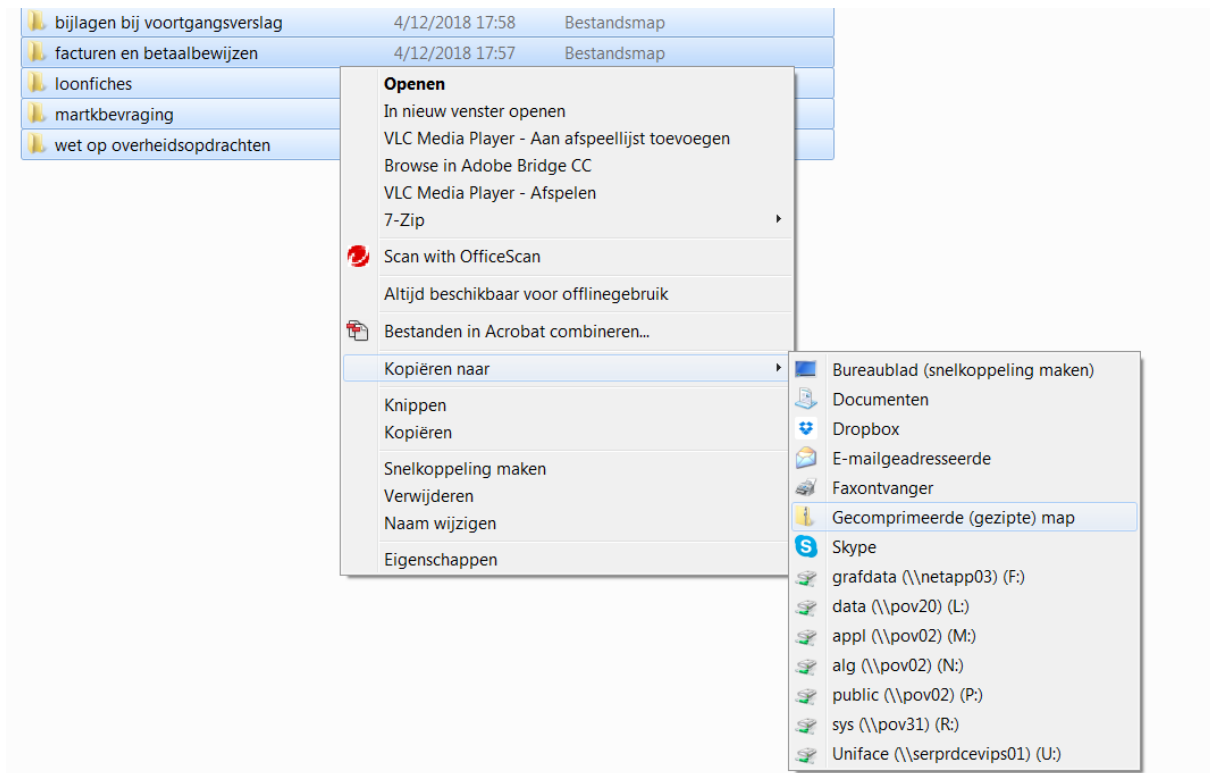 bijlagen bij voortgangsverslag 4/12/2018 17:58 Bestandsmap
facturen en betaalbewijzen 4/12/2018 17:57 Bestandsmap
loonfiches
martkbevraging
wet op overheidsopdrachten
Openen
In nieuw venster openen
VLC Media Player - Aan afspeellijst toevoegen
Browse in Adobe Bridge CC
VLC Media Player - Afspelen
7-Zip
Scan with OfficeScan
Altijd beschikbaar voor offlinegebruik
Bestanden in Acrobat combineren...
Kopiëren naar
Knippen
Kopiëren
Snelkoppeling maken
Verwijderen
Naam wijzigen
Eigenschappen
Bureaublad (snelkoppeling maken)
Documenten
Dropbox
E-mailgeadresseerde
Faxontvanger
Gecomprimeerde (gezipte) map
Skype
grafdata (\\netapp03) (F:)
data (\\pov20) (L:)
appl (\\pov02) (M:)
alg (\\pov02) (N:)
public (\\pov02) (P:)
sys (\\pov31) (R:)
Uniface (\\serprdcevips01) (U:)